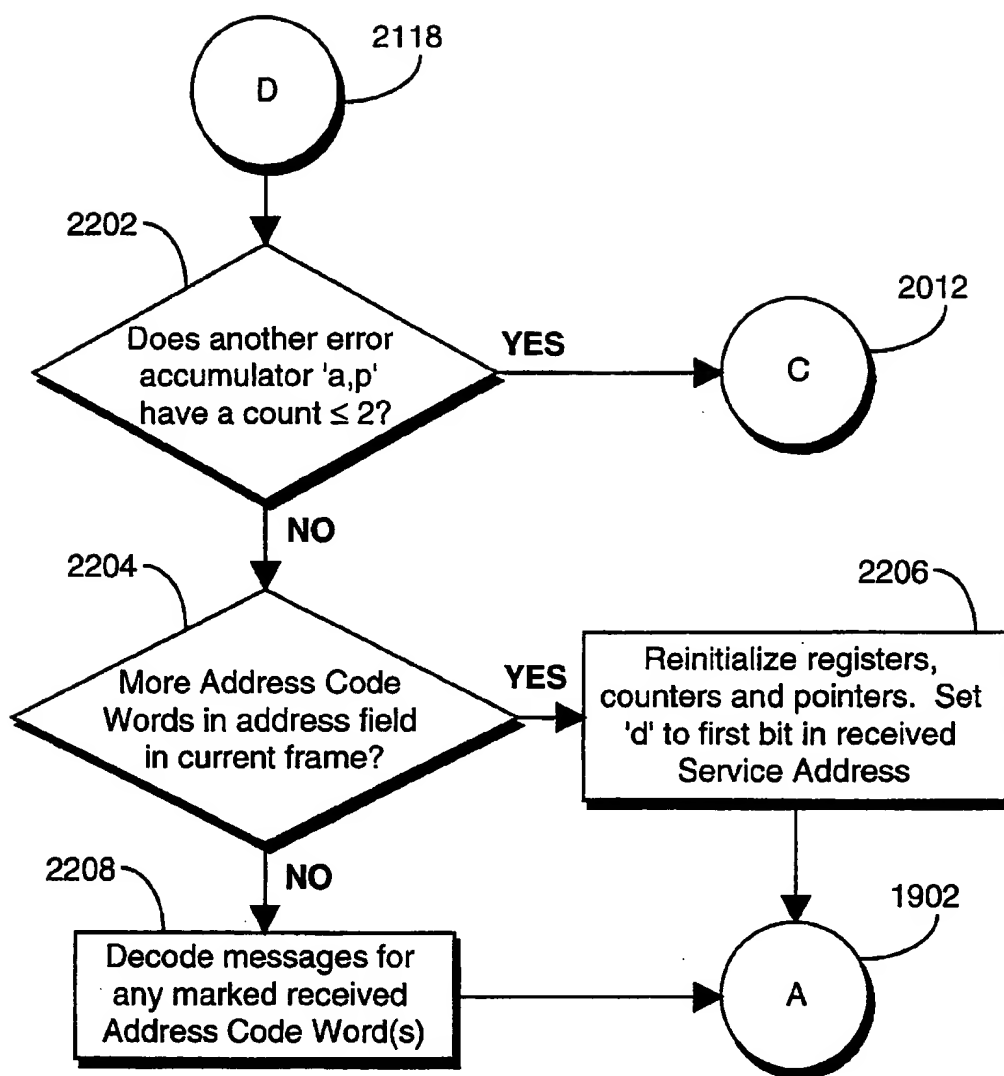 2118
D
2202
Does another error
accumulator 'a,p'
have a count ≤ 2?
YES
2012
C
NO
2204
More Address Code
Words in address field
in current frame?
YES
2206
Reinitialize registers,
counters and pointers. Set
'd' to first bit in received
Service Address
NO
2208
Decode messages for
any marked received
Address Code Word(s)
1902
A